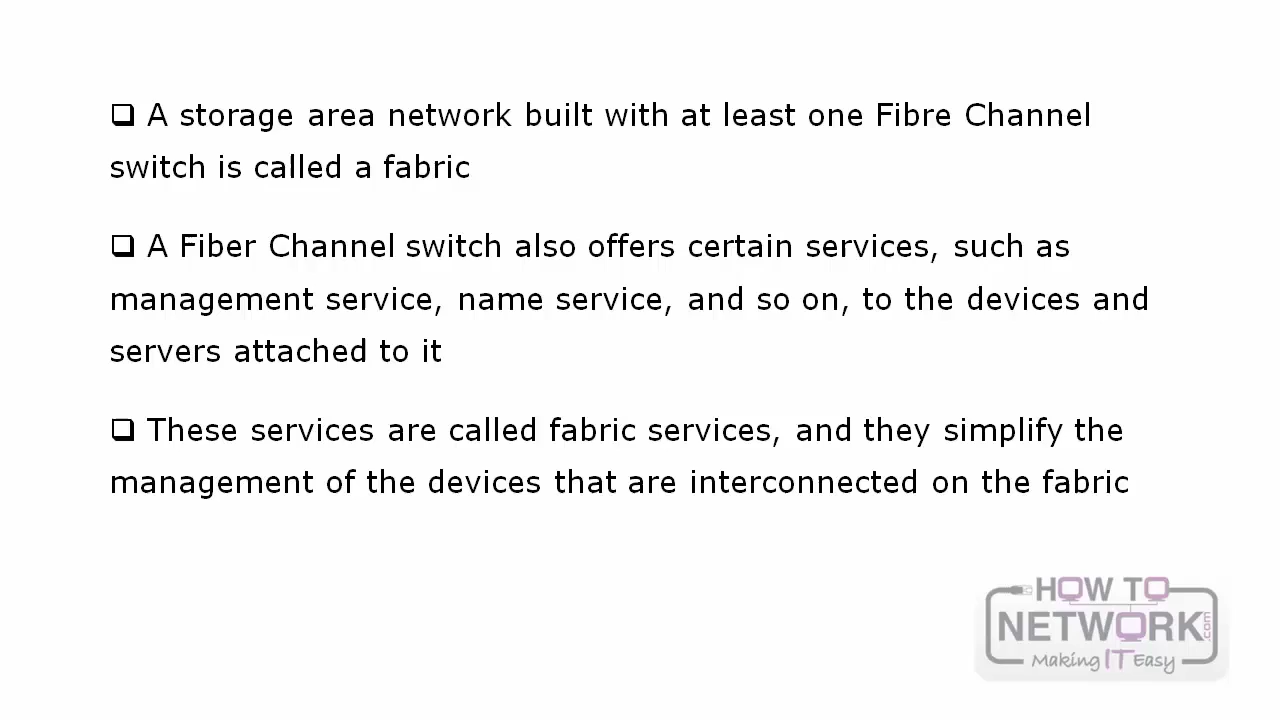 ❑ A storage area network built with at least one Fibre Channel
switch is called a fabric
❑ A Fiber Channel switch also offers certain services, such as
management service, name service, and so on, to the devices and
servers attached to it
❑ These services are called fabric services, and they simplify the
management of the devices that are interconnected on the fabric
HOW TO
NETWORK.com
Making IT Easy